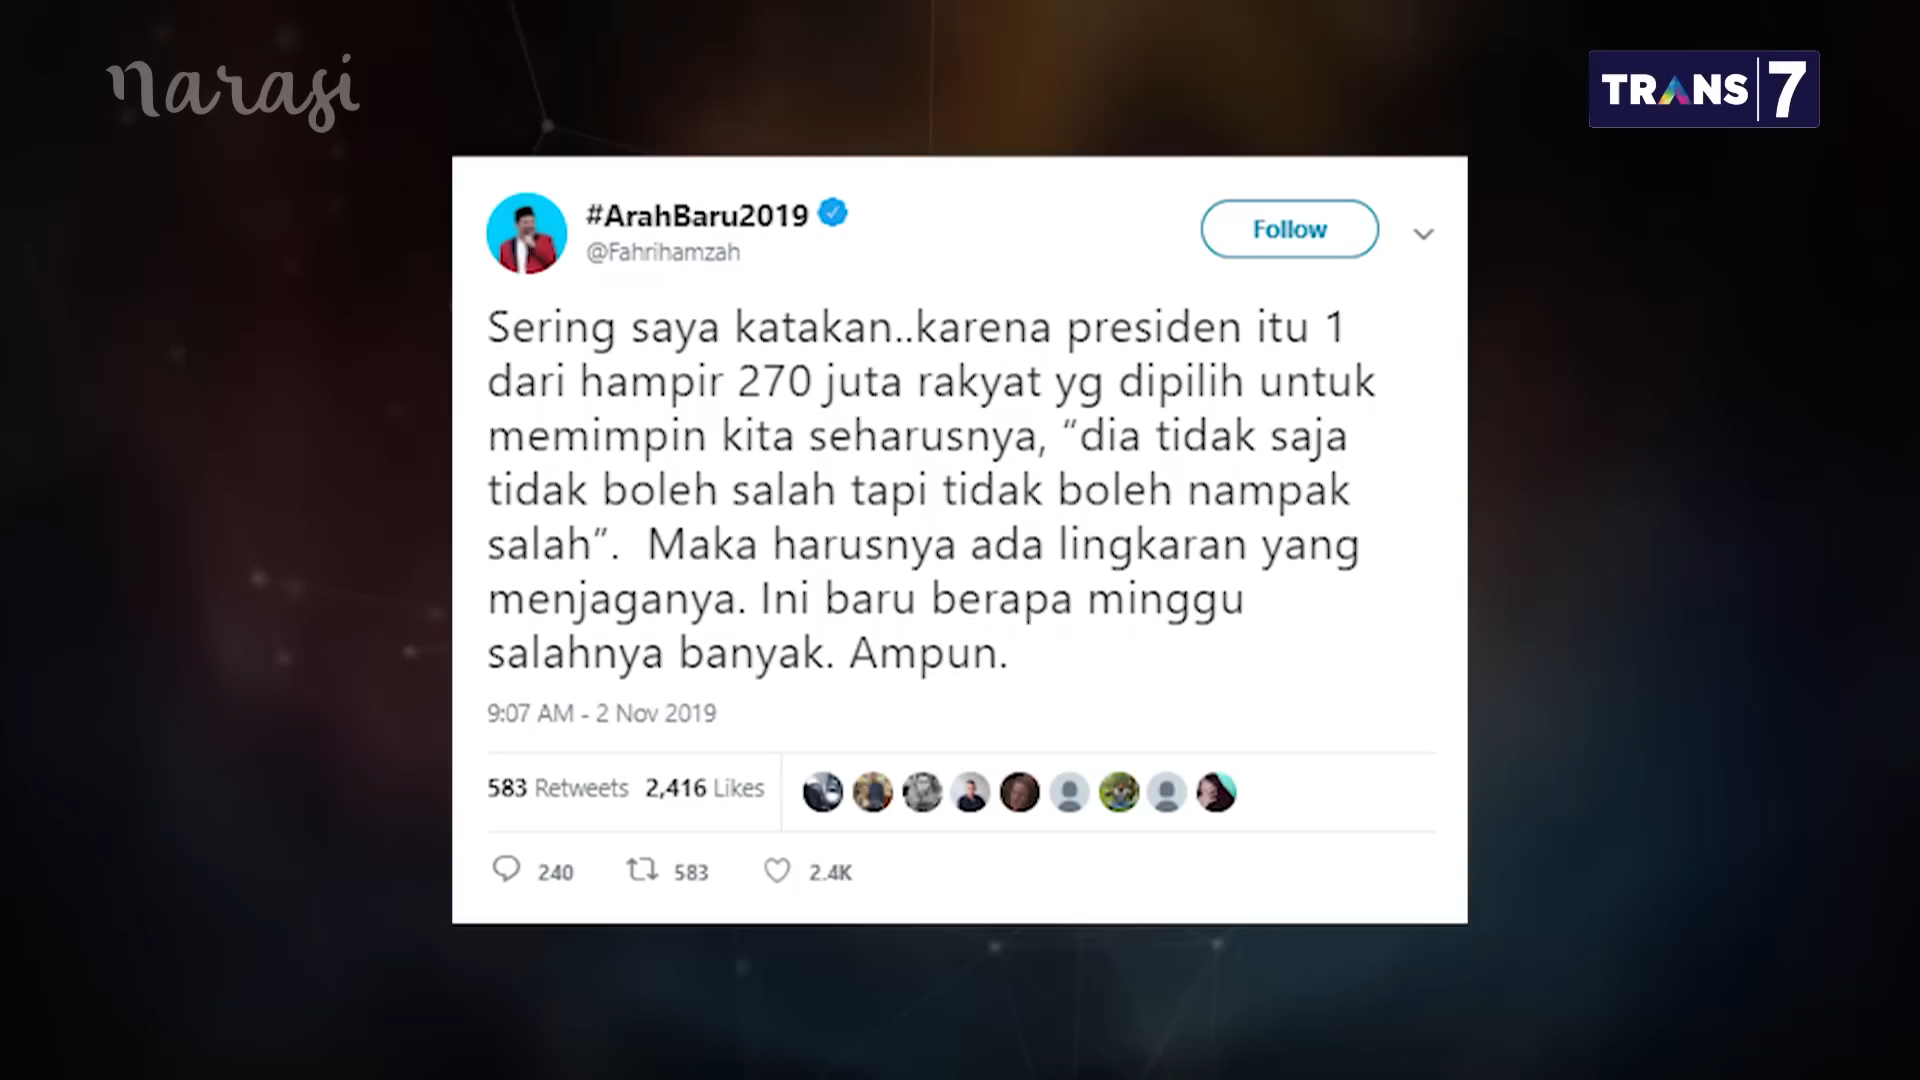 narasi
TRANS 7
#ArahBaru2019
@Fahrihamzah
Follow
Sering saya katakan..karena presiden itu 1
dari hampir 270 juta rakyat yg dipilih untuk
memimpin kita seharusnya, “dia tidak saja
tidak boleh salah tapi tidak boleh nampak
salah”.  Maka harusnya ada lingkaran yang
menjaganya. Ini baru berapa minggu
salahnya banyak. Ampun.
9:07 AM - 2 Nov 2019
583 Retweets 2,416 Likes
240 583 2.4K